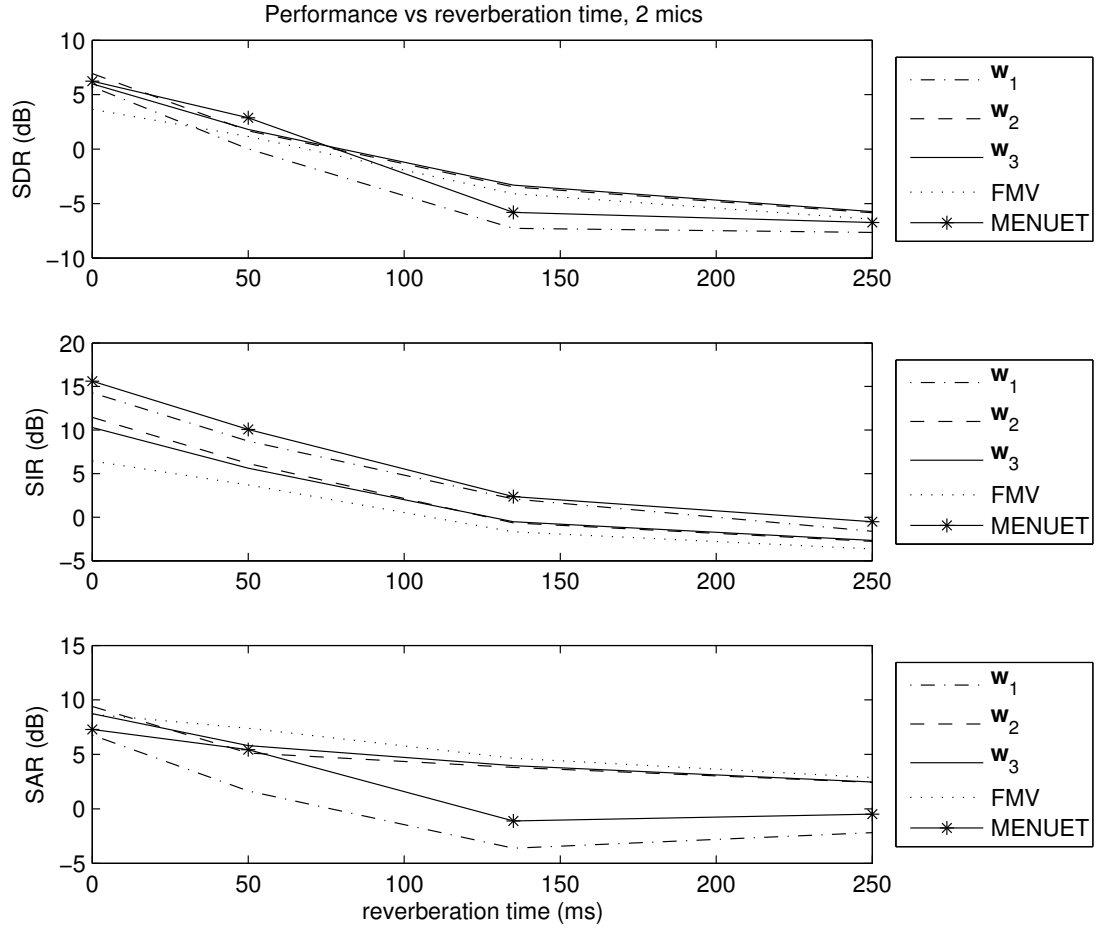 Performance vs reverberation time, 2 mics
SDR (dB)
10
5
0
−5
−10
0
50
100
150
200
250
w1
w2
w3
FMV
MENUET
SIR (dB)
20
15
10
5
0
−5
0
50
100
150
200
250
w1
w2
w3
FMV
MENUET
SAR (dB)
15
10
5
0
−5
0
50
100
150
200
250
reverberation time (ms)
w1
w2
w3
FMV
MENUET